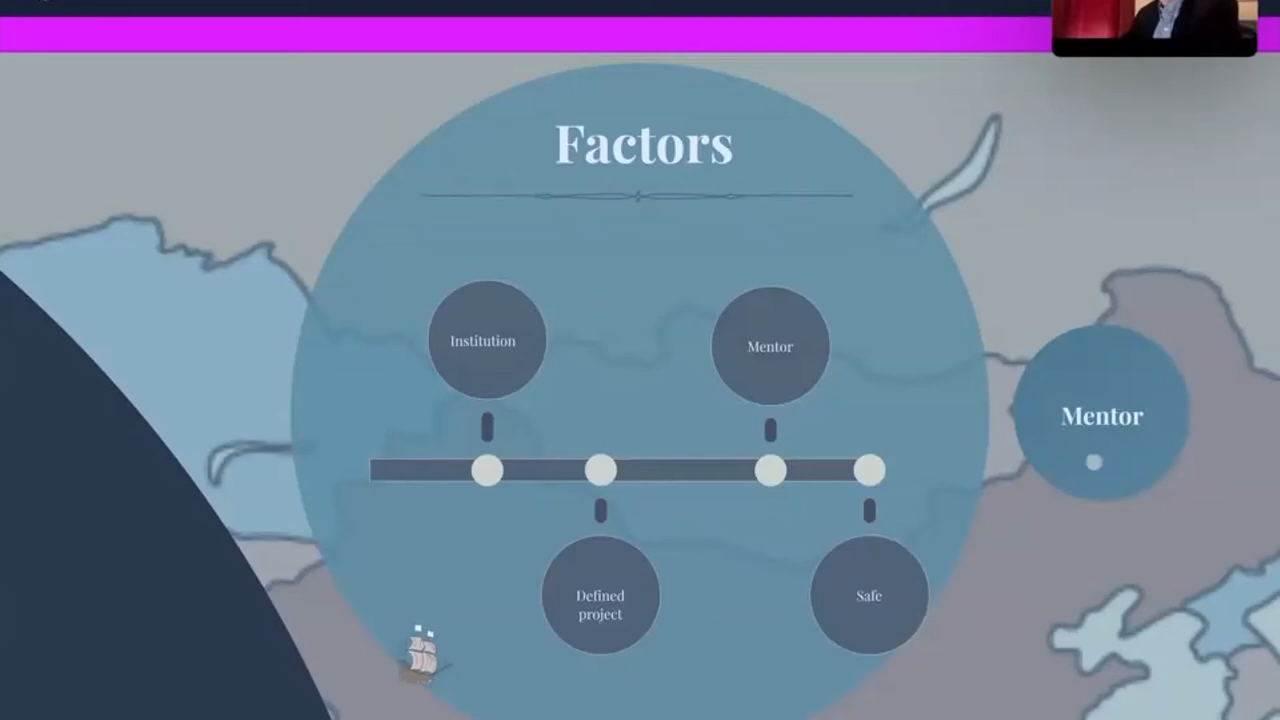 Factors
Institution
Mentor
Mentor
Defined
project
Safe